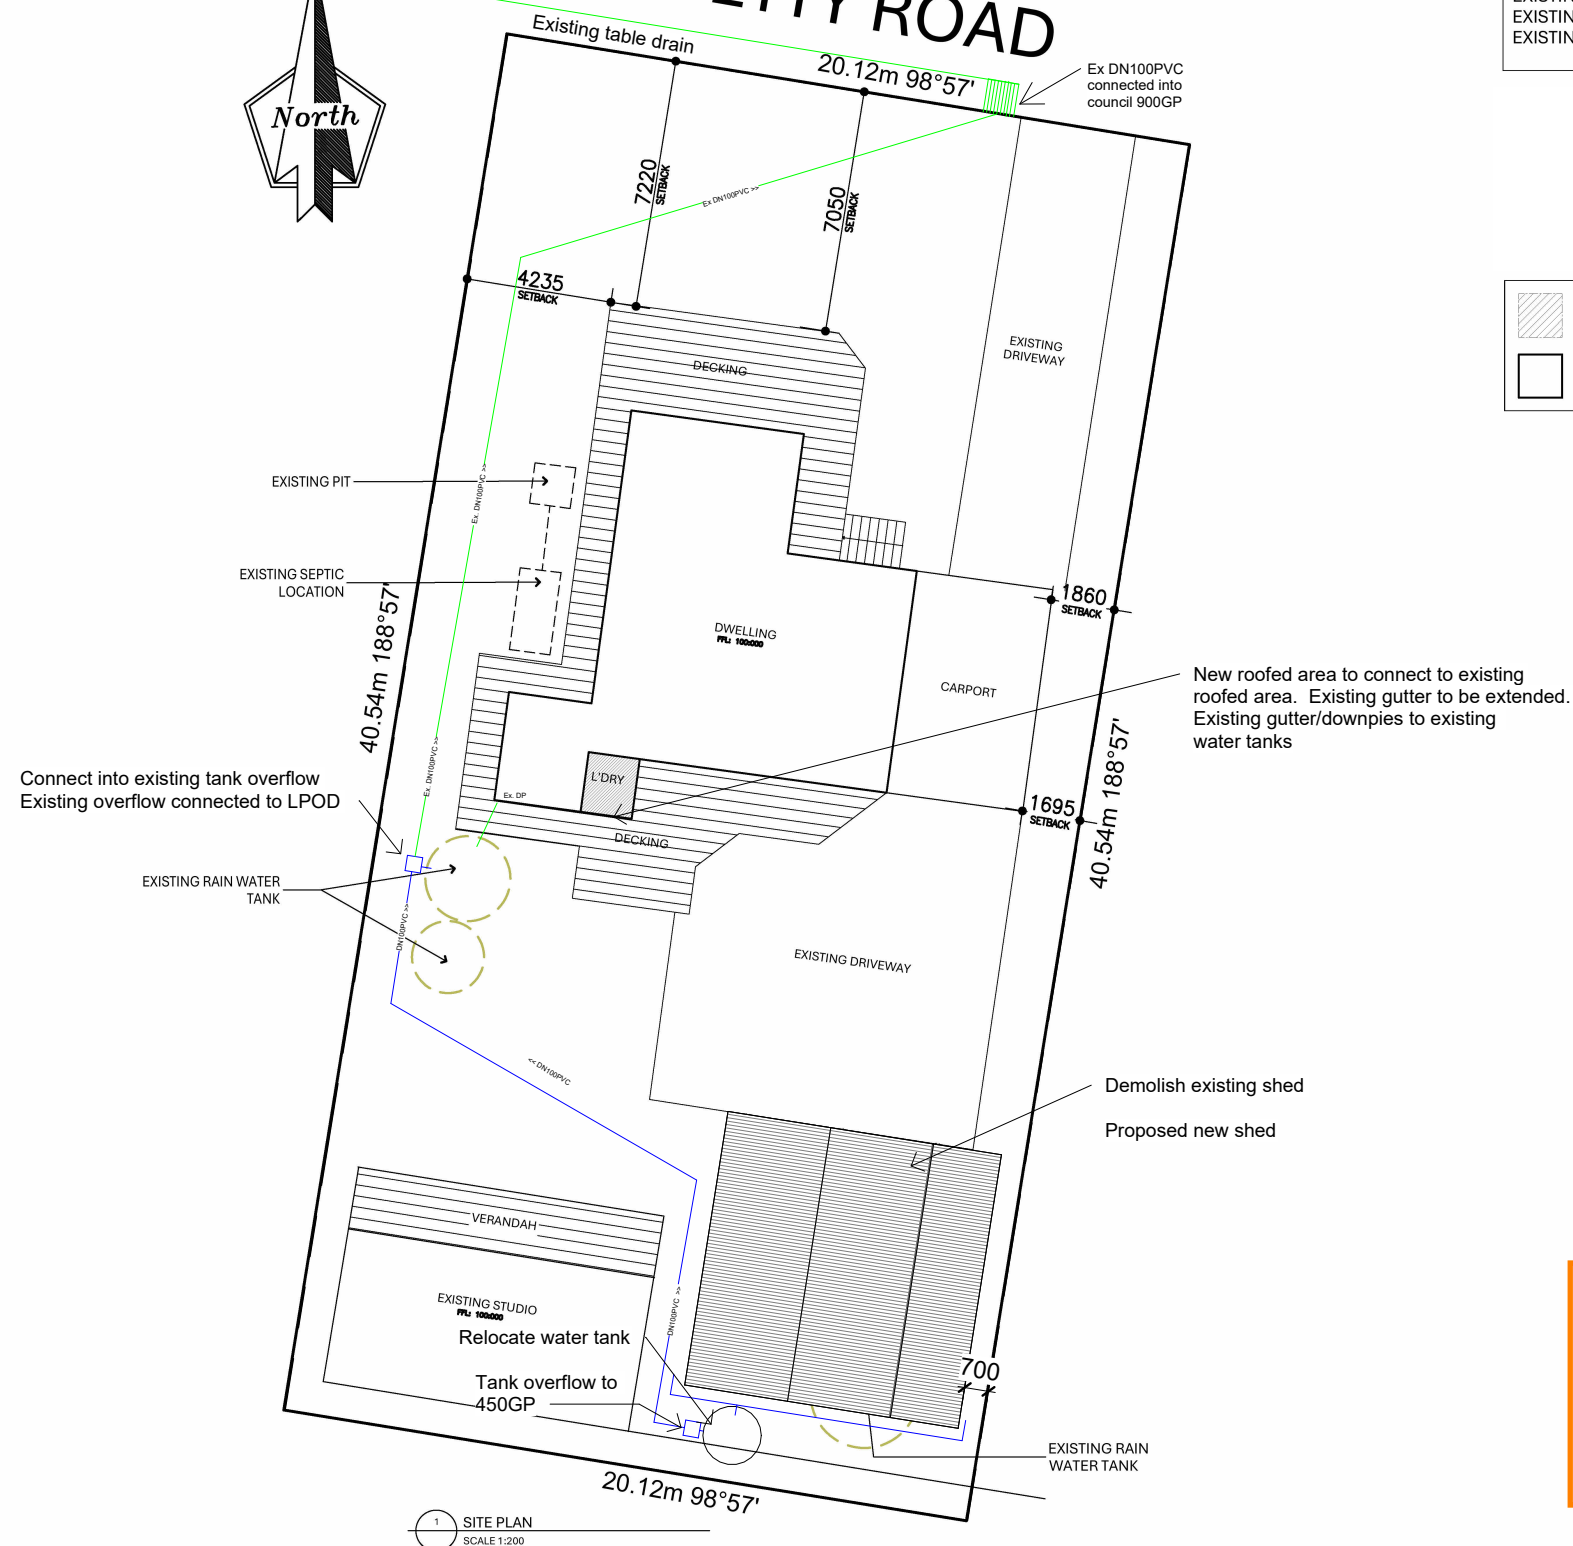 ROAD
EXISTIN
EXISTIN
Existing table drain
20.12m 98°57'
Ex DN100PVC
connected into
council 900GP
North
7220
SETBACK
7050
SETBACK
Ex DN100PVC >>
4235
SETBACK
EXISTING
DRIVEWAY
DECKING
EXISTING PIT
Ex. DN100PVC >>
EXISTING SEPTIC
LOCATION
1860
SETBACK
DWELLING
FFL: 100:000
40.54m 188°57'
CARPORT
New roofed area to connect to existing
roofed area. Existing gutter to be extended.
Existing gutter/downpies to existing
water tanks
Connect into existing tank overflow
Existing overflow connected to LPOD
Ex. DN100PVC >>
L'DRY
Ex. DP
DECKING
1695
SETBACK
40.54m 188°57'
EXISTING RAIN WATER
TANK
DN100PVC >>
EXISTING DRIVEWAY
<< DN100PVC
Demolish existing shed
Proposed new shed
VERANDAH
EXISTING STUDIO
FFL: 100:000
DN100PVC >>
Relocate water tank
Tank overflow to
450GP
700
EXISTING RAIN
WATER TANK
20.12m 98°57'
1
SITE PLAN
SCALE 1:200